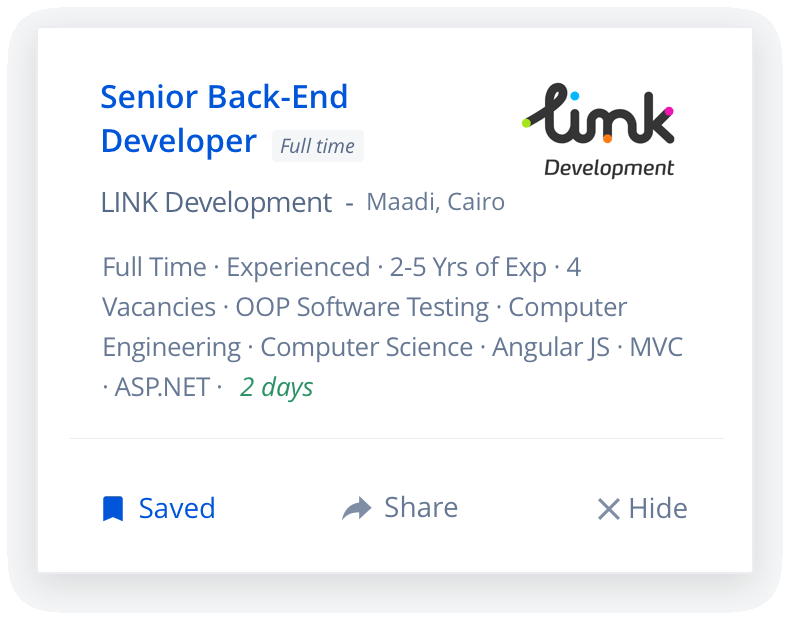 Senior Back-End
Developer Full time
link
Development
LINK Development - Maadi, Cairo
Full Time · Experienced · 2-5 Yrs of Exp · 4
Vacancies · OOP Software Testing · Computer
Engineering · Computer Science · Angular JS · MVC
· ASP.NET · 2 days
Saved Share Hide